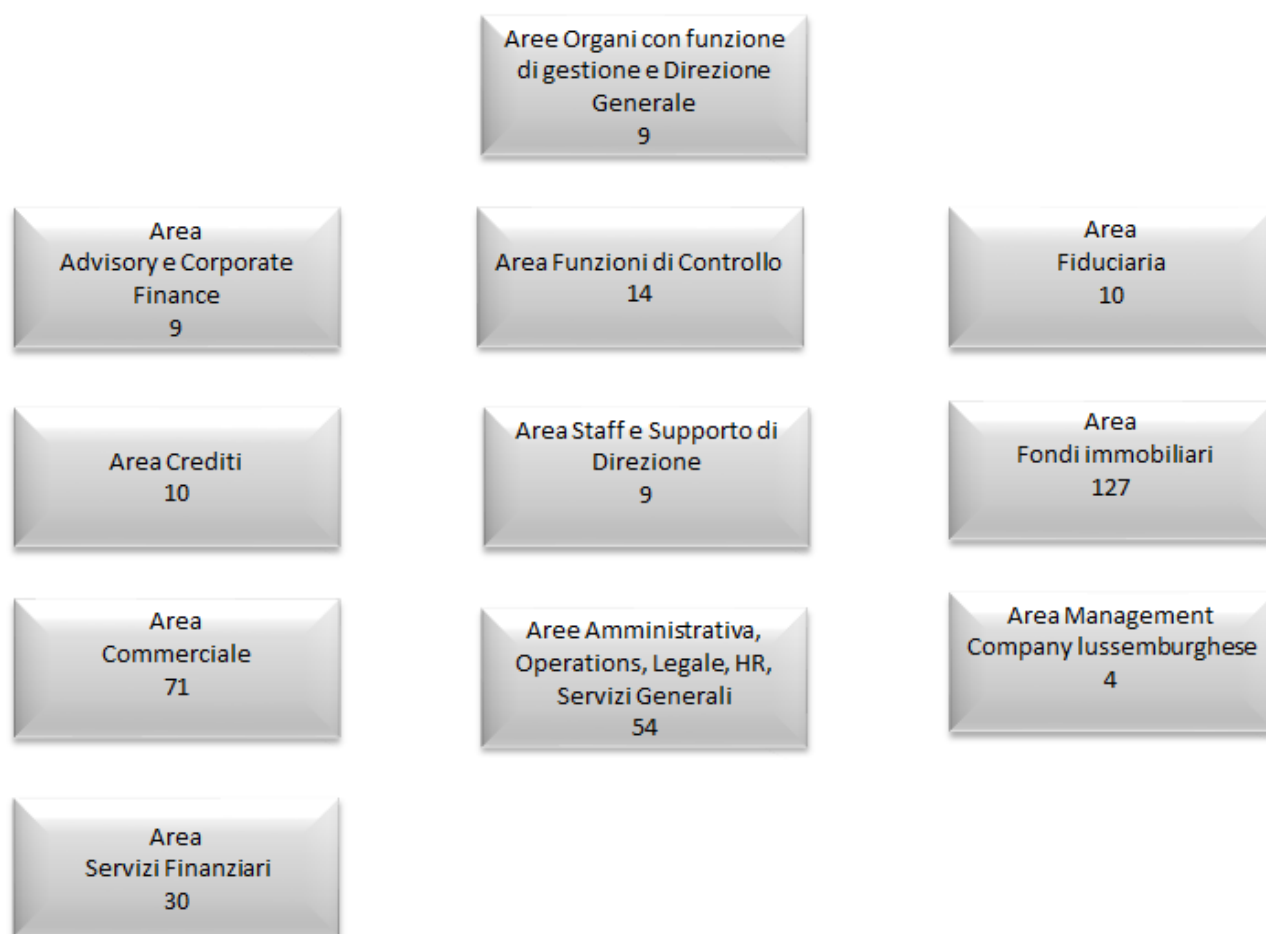 Aree Organi con funzione
di gestione e Direzione
Generale
9
Area
Advisory e Corporate
Finance
9
Area Funzioni di Controllo
14
Area
Fiduciaria
10
Area Crediti
10
Area Staff e Supporto di
Direzione
9
Area
Fondi immobiliari
127
Area
Commerciale
71
Aree Amministrativa,
Operations, Legale, HR,
Servizi Generali
54
Area Management
Company lussemburghese
4
Area
Servizi Finanziari
30